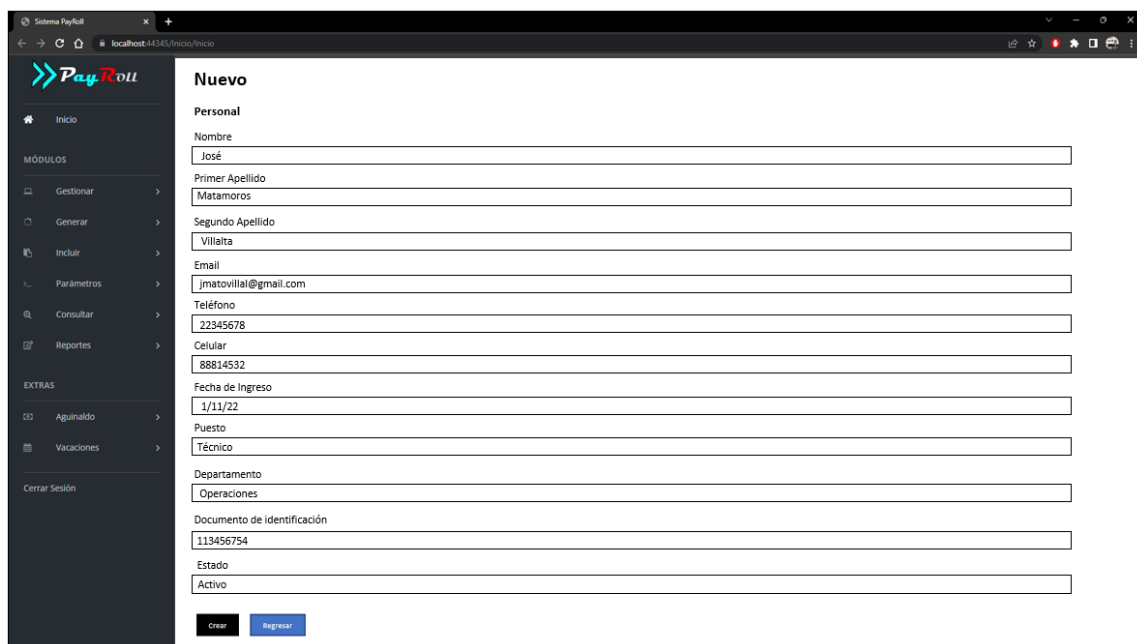 Sistema PayRoll
localhost:44345/Inicio/Inicio
PayRoll
Inicio
MÓDULOS
Gestionar
Generar
Incluir
Parámetros
Consultar
Reportes
EXTRAS
Aguinaldo
Vacaciones
Cerrar Sesión
Nuevo
Personal
Nombre
José
Primer Apellido
Matamoros
Segundo Apellido
Villalta
Email
jmatovillal@gmail.com
Teléfono
22345678
Celular
88814532
Fecha de Ingreso
1/11/22
Puesto
Técnico
Departamento
Operaciones
Documento de identificación
113456754
Estado
Activo
Crear Regresar